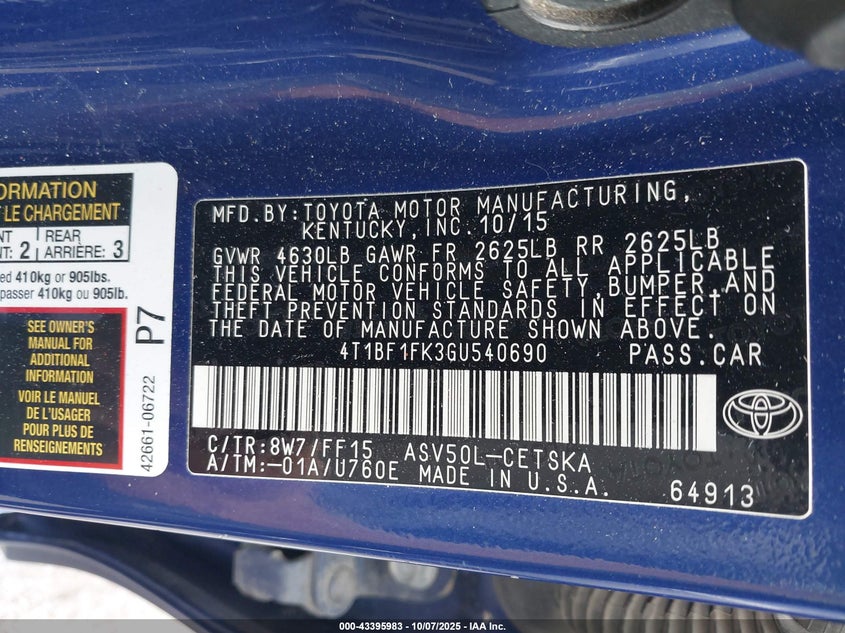 ORMATION
T LE CHARGEMENT
NT
NT: 2
REAR
ARRIÈRE: 3
ed 410kg or 905lbs.
passer 410kg ou 905lb.
SEE OWNER'S
MANUAL FOR
ADDITIONAL
INFORMATION
VOIR LE MANUEL
DE L'USAGER
POUR PLUS DE
RENSEIGNEMENTS
P7
42661-06722
MFD.BY:TOYOTA MOTOR MANUFACTURING,
KENTUCKY,INC.10/15
GVWR 4630LB GAWR FR 2625LB RR 2625LB
THIS VEHICLE CONFORMS TO ALL APPLICABLE
FEDERAL MOTOR VEHICLE SAFETY,BUMPER,AND
THEFT PREVENTION STANDARDS IN EFFECT ON
THE DATE OF MANUFACTURE SHOWN ABOVE.
4T1BF1FK3GU540690 PASS.CAR
C/TR:8W7/FF15 ASV50L-CETSKA
A/TM:-01A/U760E MADE IN U.S.A.
64913
000-43395983 - 10/07/2025 - IAA Inc.